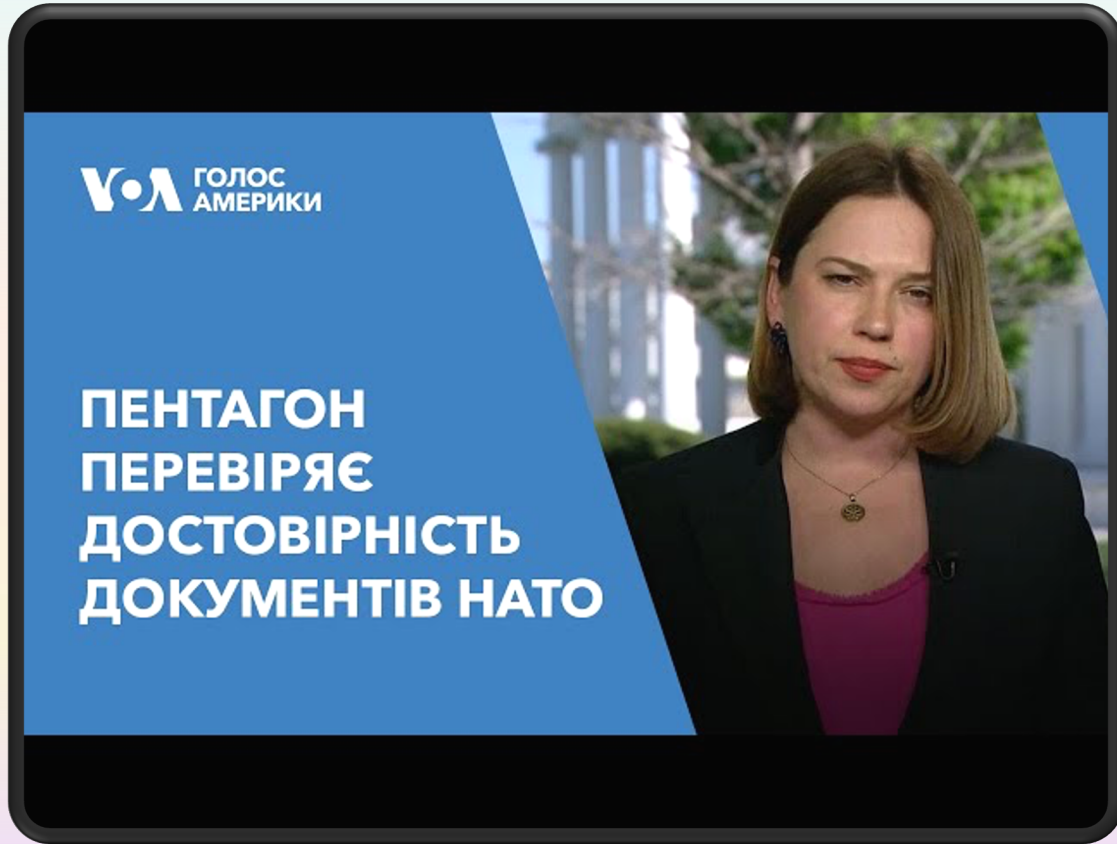 VOA ГОЛОС
АМЕРИКИ
ПЕНТАГОН
ПЕРЕВІРЯЄ
ДОСТОВІРНІСТЬ
ДОКУМЕНТІВ НАТО